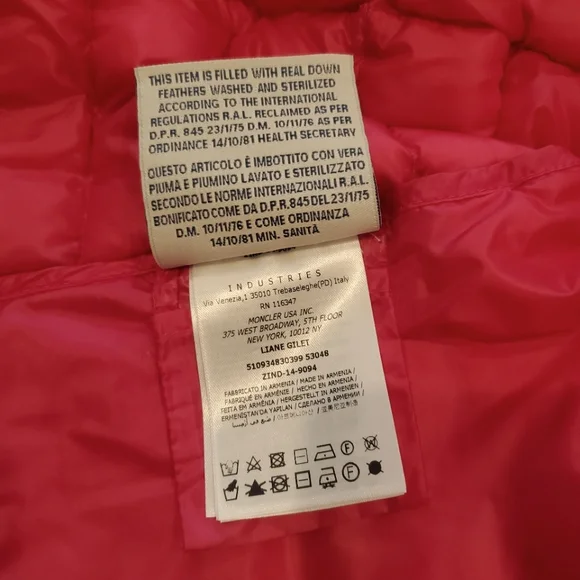 THIS ITEM IS FILLED WITH REAL DOWN
FEATHERS WASHED AND STERILIZED
ACCORDING TO THE INTERNATIONAL
REGULATIONS R.A.L. RECLAIMED AS PER
D.P.R. 845 23/1/75 D.M. 10/11/76 AS PER
ORDINANCE 14/10/81 HEALTH SECRETARY
QUESTO ARTICOLO È IMBOTTITO CON VERA
PIUMA E PIUMINO LAVATO E STERILIZZATO
SECONDO LE NORME INTERNAZIONALI R.A.L.
BONIFICATO COME DA D.P.R. 845 DEL 23/1/75
D.M. 10/11/76 E COME ORDINANCE
14/10/81 MIN. SANITÀ
INDUSTRIES
Via Venezia,1 35010 Trebaseleghe(PD) Italy
RN 116347
MONCLER USA INC.
375 WEST BROADWAY, 5TH FLOOR
NEW YORK, 10012 NY
LIANE GILET
510934830399 53048
ZIND-14-9094
FABBRICATO IN ARMENIA / MADE IN ARMENIA /
FABRIQUÉ EN ARMÉNIE / HECHO EN ARMENIA /
FEITA EM ARMÊNIA / HERGESTELLT IN ARMENIEN /
ERMENISTAN'DA YAPILAN / СДЕЛАНО В АРМЕНИИ /